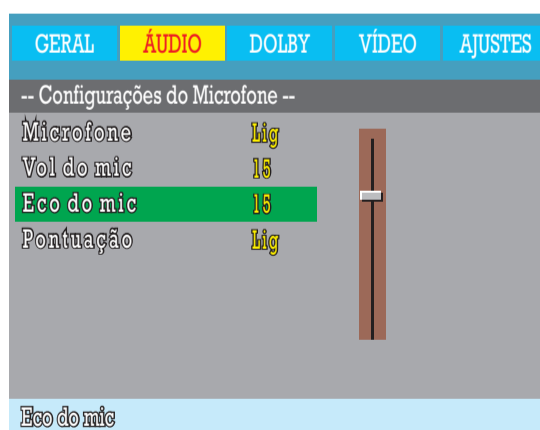 GERAL ÁUDIO DOLBY VÍDEO AJUSTES
-- Configurações do Microfone --
Microfone Lig
Vol do mic 15
Eco do mic 15
Pontuação Lig
Eco do mic